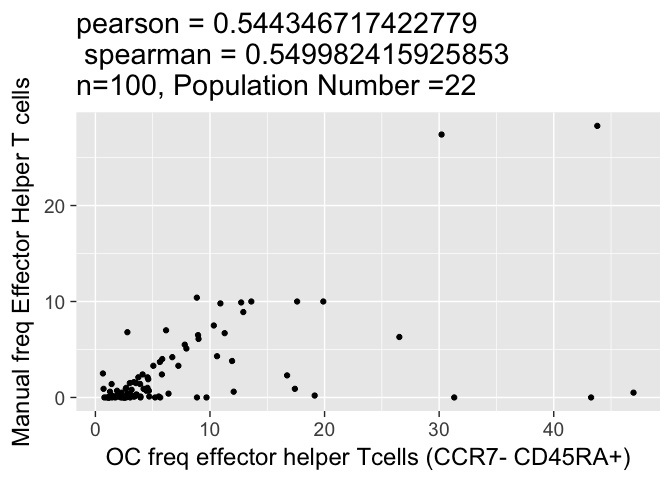 pearson = 0.544346717422779
spearman = 0.549982415925853
n=100, Population Number =22
Manual freq Effector Helper T cells
20
10
0
0
10
20
30
40
OC freq effector helper Tcells (CCR7- CD45RA+)